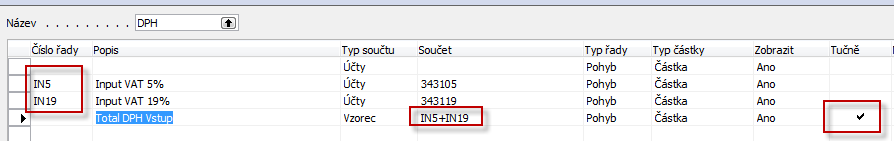 Název . . . . . . . . . DPH
Číslo řady Popis Typ součtu Součet Typ řady Typ částky Zobrazit Tučně
Účty Pohyb Částka Ano
IN5 Input VAT 5% Účty 343105 Pohyb Částka Ano
IN19 Input VAT 19% Účty 343119 Pohyb Částka Ano
Total DPH Vstup Vzorec IN5+IN19 Pohyb Částka Ano ✔